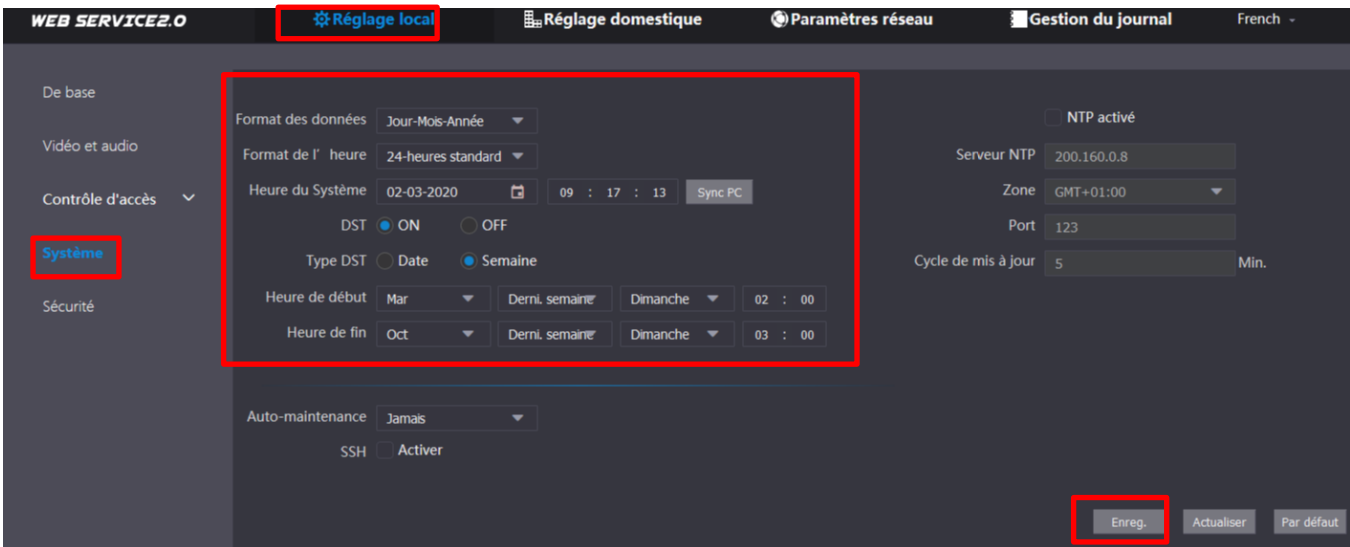 WEB SERVICE2.0 Réglage local Réglage domestique Paramètres réseau Gestion du journal French
De base
Vidéo et audio
Contrôle d'accès
Système
Sécurité
Format des données Jour-Mois-Année
Format de l' heure 24-heures standard
Heure du Système 02-03-2020 09 : 17 : 13 Sync PC
DST ON OFF
Type DST Date Semaine
Heure de début Mar Derni. semaine Dimanche 02 : 00
Heure de fin Oct Derni. semaine Dimanche 03 : 00
NTP activé
Serveur NTP 200.160.0.8
Zone GMT+01:00
Port 123
Cycle de mis à jour 5 Min.
Auto-maintenance Jamais
SSH Activer
Enreg. Actualiser Par défaut